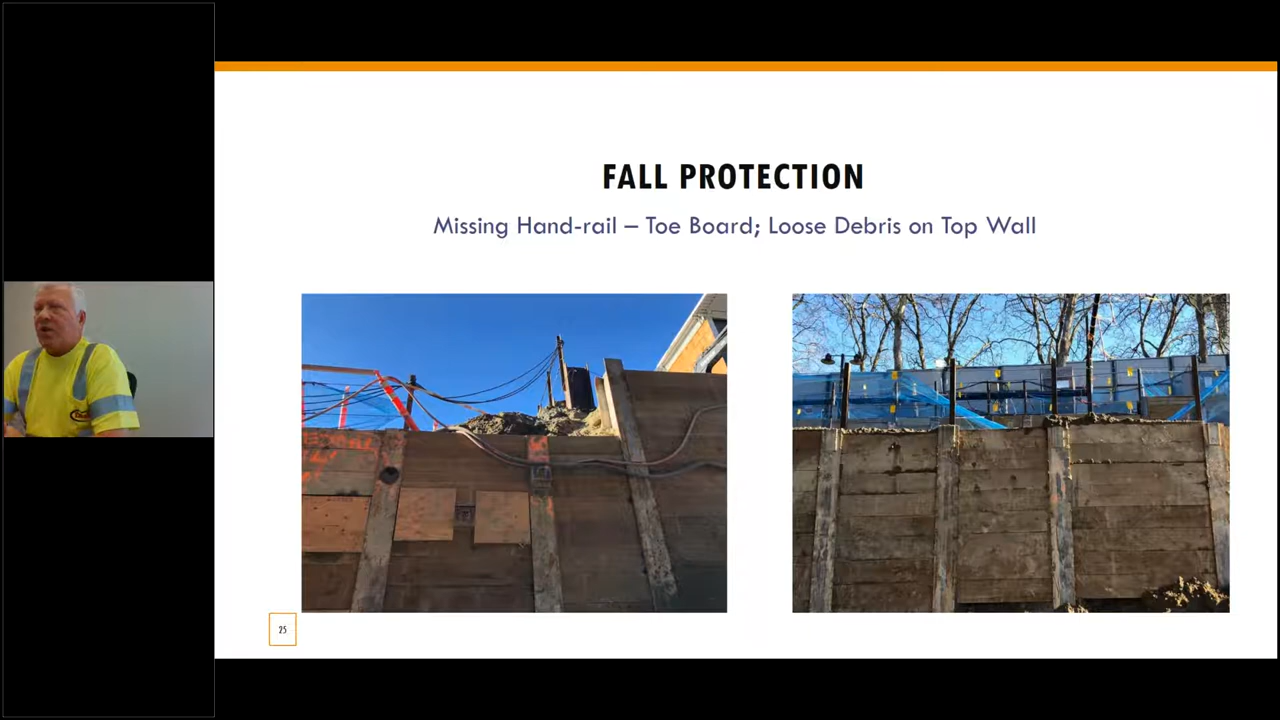 FALL PROTECTION
Missing Hand-rail – Toe Board; Loose Debris on Top Wall
25